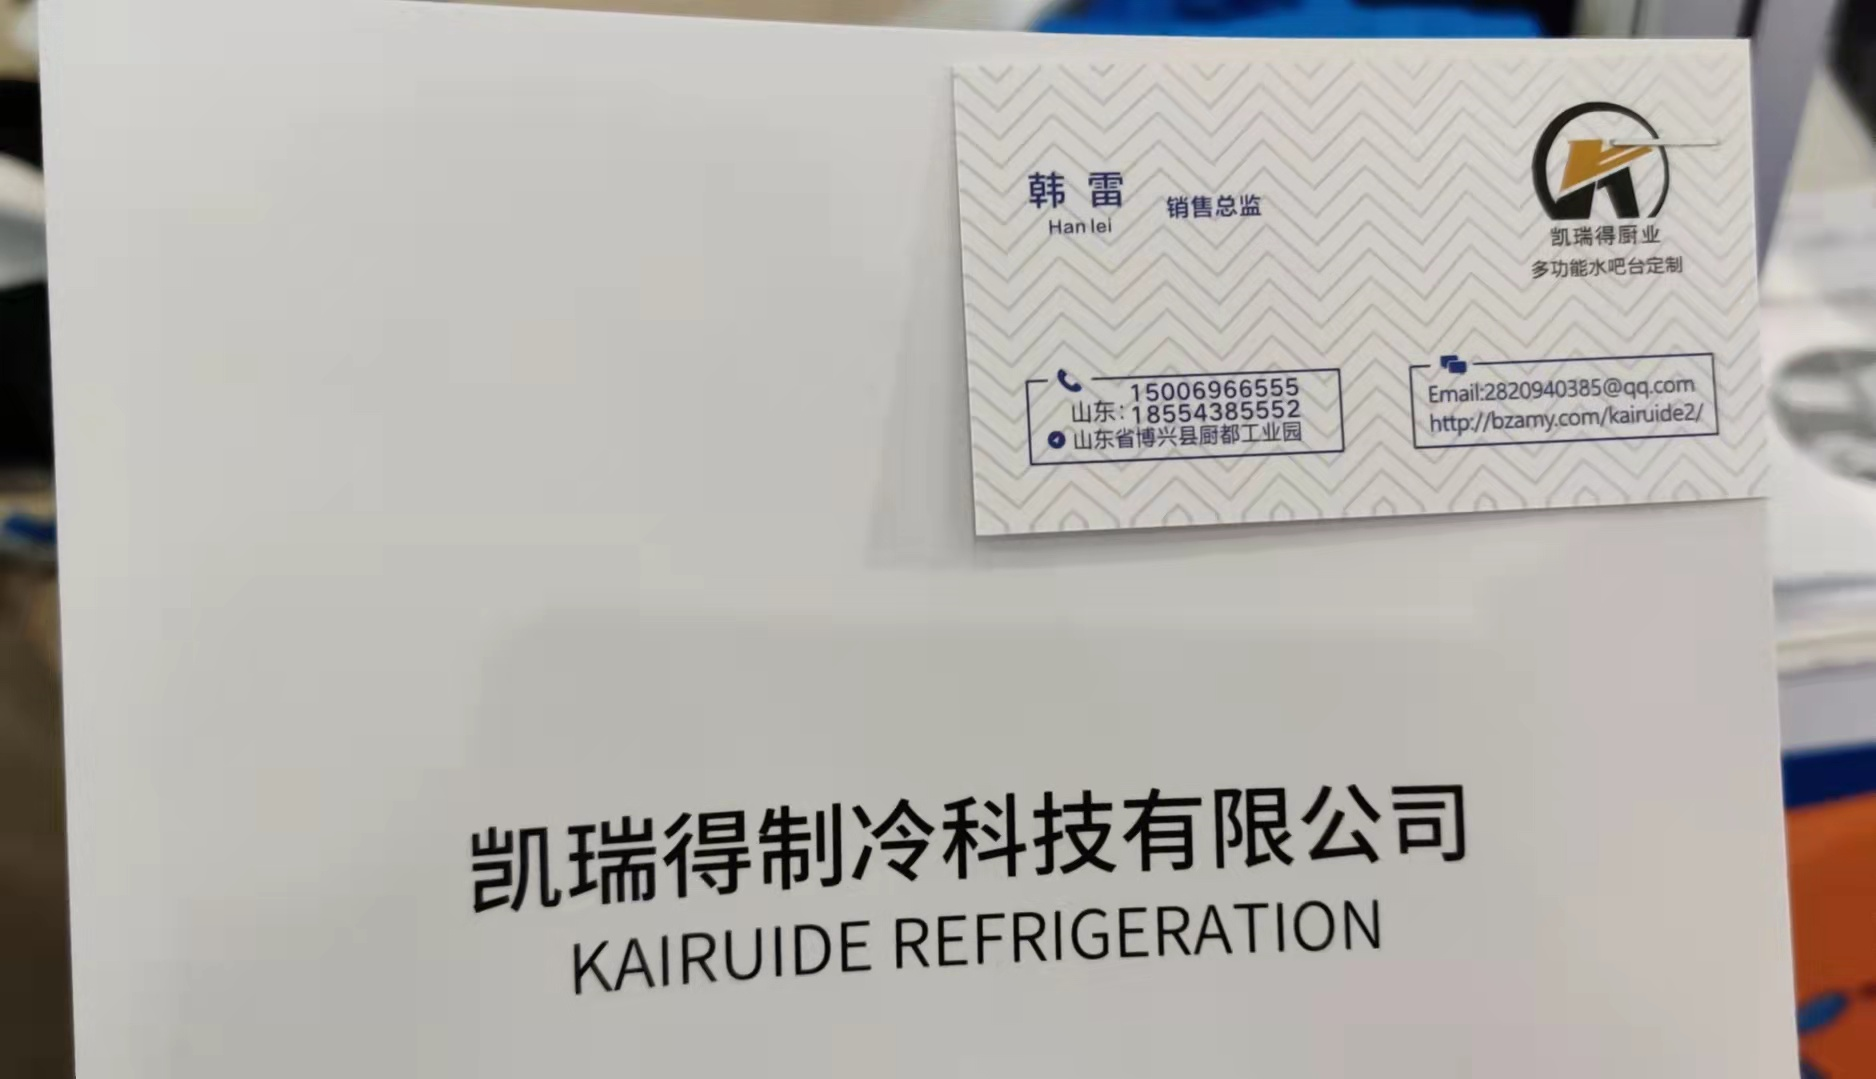 韩 雷 销售总监
Han lei
凯瑞得厨业
多功能水吧台定制
15006966555
山东：18554385552
山东省博兴县厨都工业园
Email:2820940385@qq.com
http://bzamy.com/kairuide2/
凯瑞得制冷科技有限公司
KAIRUIDE REFRIGERATION